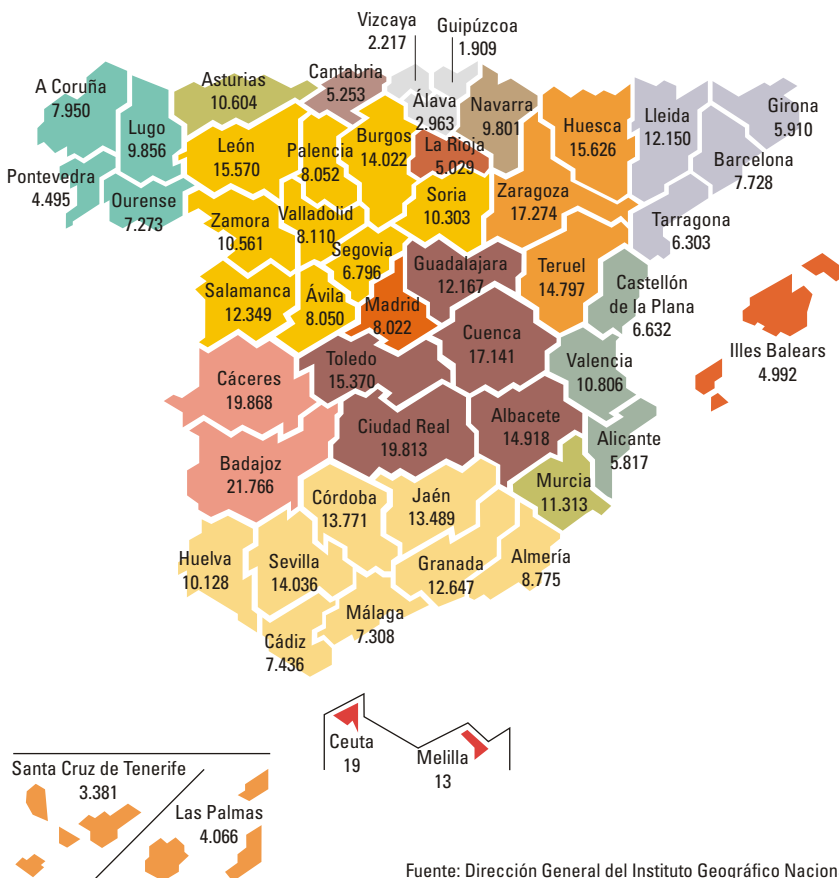 Vizcaya
2.217
Guipúzcoa
1.909
A Coruña
7.950
Lugo
9.856
Asturias
10.604
Cantabria
5.253
Álava
2.963
Navarra
9.801
Huesca
15.626
Lleida
12.150
Girona
5.910
Barcelona
7.728
Pontevedra
4.495
Ourense
7.273
León
15.570
Palencia
8.052
Burgos
14.022
La Rioja
5.029
Zaragoza
17.274
Tarragona
6.303
Zamora
10.561
Valladolid
8.110
Soria
10.303
Segovia
6.796
Guadalajara
12.167
Teruel
14.797
Castellón
de la Plana
6.632
Salamanca
12.349
Ávila
8.050
Madrid
8.022
Cuenca
17.141
Valencia
10.806
Illes Balears
4.992
Cáceres
19.868
Toledo
15.370
Ciudad Real
19.813
Albacete
14.918
Alicante
5.817
Badajoz
21.766
Córdoba
13.771
Jaén
13.489
Murcia
11.313
Huelva
10.128
Sevilla
14.036
Granada
12.647
Almería
8.775
Málaga
7.308
Cádiz
7.436
Ceuta
19
Melilla
13
Santa Cruz de Tenerife
3.381
Las Palmas
4.066
Fuente: Dirección General del Instituto Geográfico Nacion